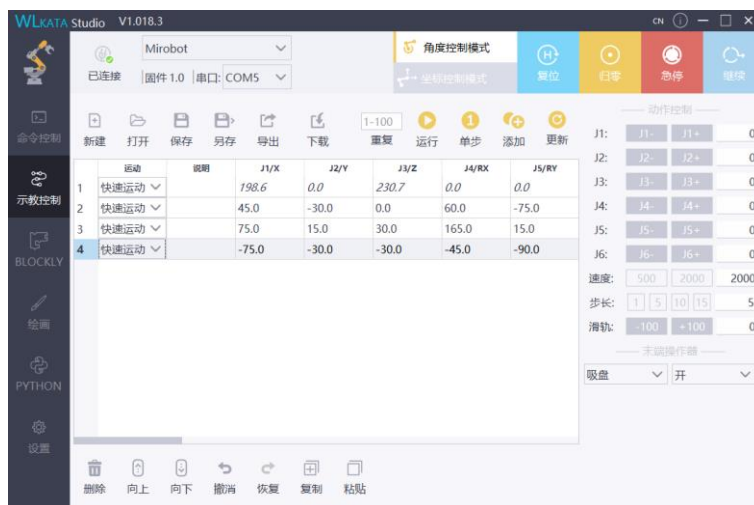 WLKATA Studio V1.018.3 CN
Mirobot
已连接 固件 1.0 串口: COM5
角度控制模式
坐标控制模式
复位 归零 急停 继续
命令控制
示教控制
BLOCKLY
绘画
PYTHON
设置
新建 打开 保存 另存 导出 下载 1-100 重复 运行 1 单步 添加 更新
运动 说明 J1/X J2/Y J3/Z J4/RX J5/RY
1 快速运动 198.6 0.0 230.7 0.0 0.0
2 快速运动 45.0 -30.0 0.0 60.0 -75.0
3 快速运动 75.0 15.0 30.0 165.0 15.0
4 快速运动 -75.0 -30.0 -30.0 -45.0 -90.0
动作控制
J1: J1- J1+ 0
J2: J2- J2+ 0
J3: J3- J3+ 0
J4: J4- J4+ 0
J5: J5- J5+ 0
J6: J6- J6+ 0
速度: 500 2000 2000
步长: 1 5 10 15 5
滑轨: -100 +100 0
末端操作器
吸盘 开
删除 向上 向下 撤消 恢复 复制 粘贴